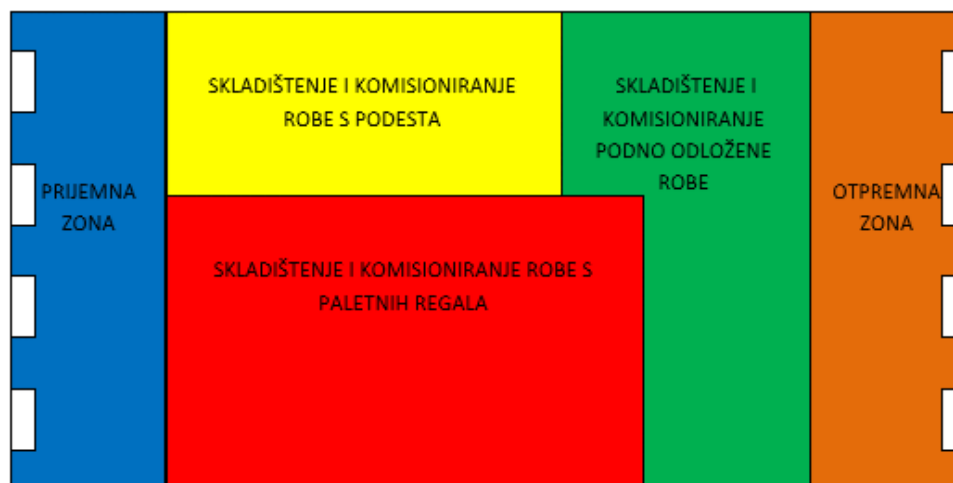 PRIJEMNA
ZONA
SKLADIŠTENJE I KOMISIONIRANJE
ROBE S PODESTA
SKLADIŠTENJE I
KOMISIONIRANJE
PODNO ODLOŽENE
ROBE
SKLADIŠTENJE I KOMISIONIRANJE ROBE S
PALETNIH REGALA
OTPREMNA
ZONA